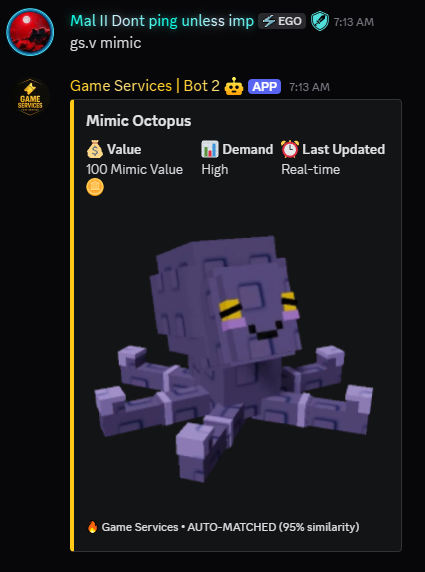 Mal II Dont ping unless imp EGO 7:13 AM
gs.v mimic
GAME SERVICES
Game Services | Bot 2 APP 7:13 AM
Mimic Octopus
Value Demand Last Updated
100 Mimic Value High Real-time
Game Services • AUTO-MATCHED (95% similarity)